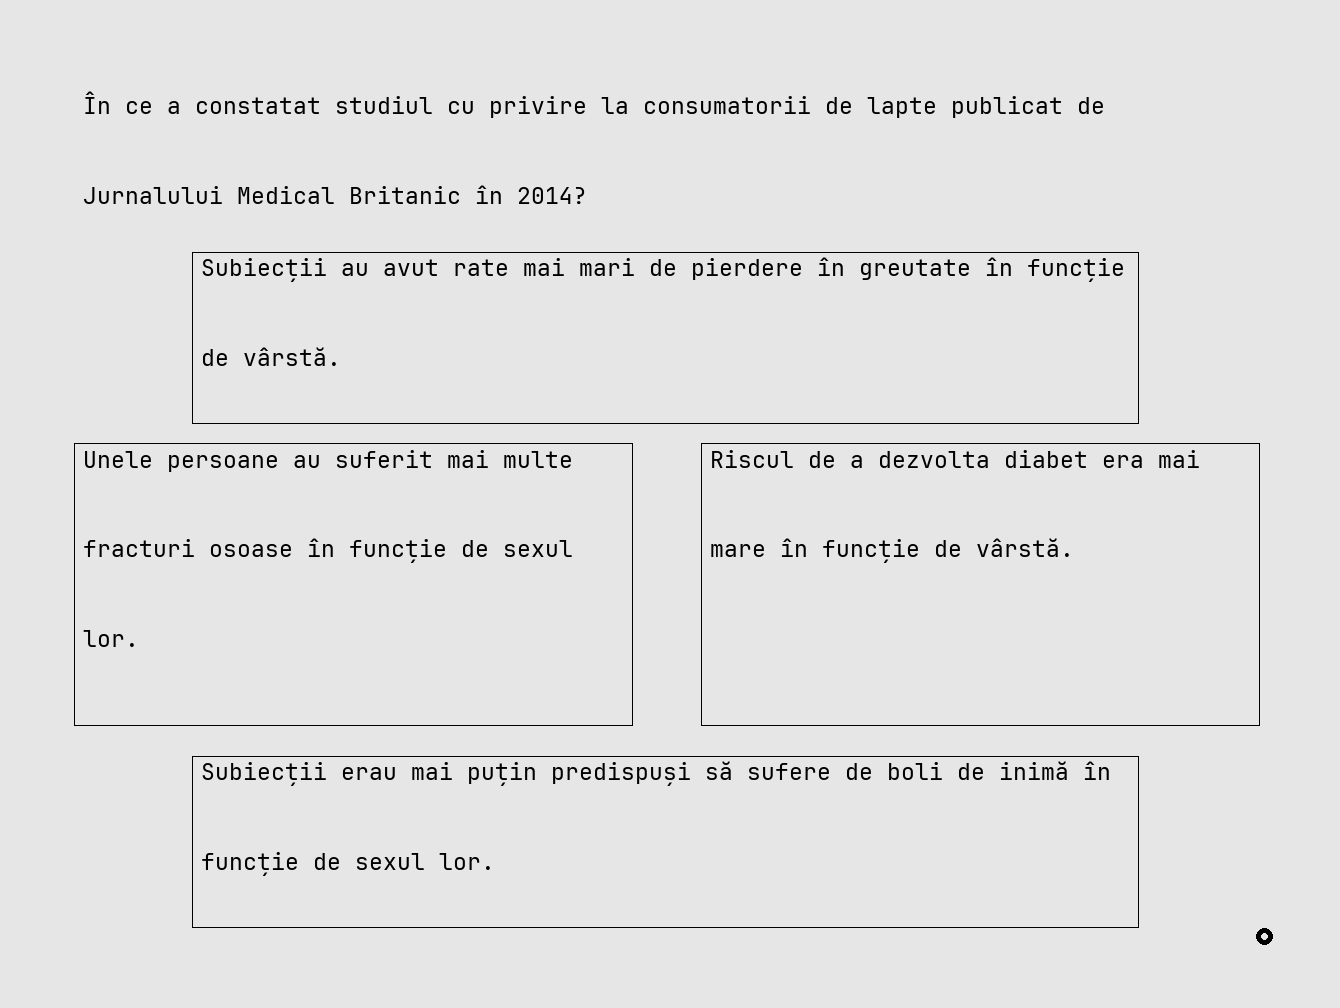 În ce a constatat studiul cu privire la consumatorii de lapte publicat de
Jurnalului Medical Britanic în 2014?
Subiecții au avut rate mai mari de pierdere în greutate în funcție
de vârstă.
Unele persoane au suferit mai multe
fracturi osoase în funcție de sexul
lor.
Riscul de a dezvolta diabet era mai
mare în funcție de vârstă.
Subiecții erau mai puțin predispuși să sufere de boli de inimă în
funcție de sexul lor.